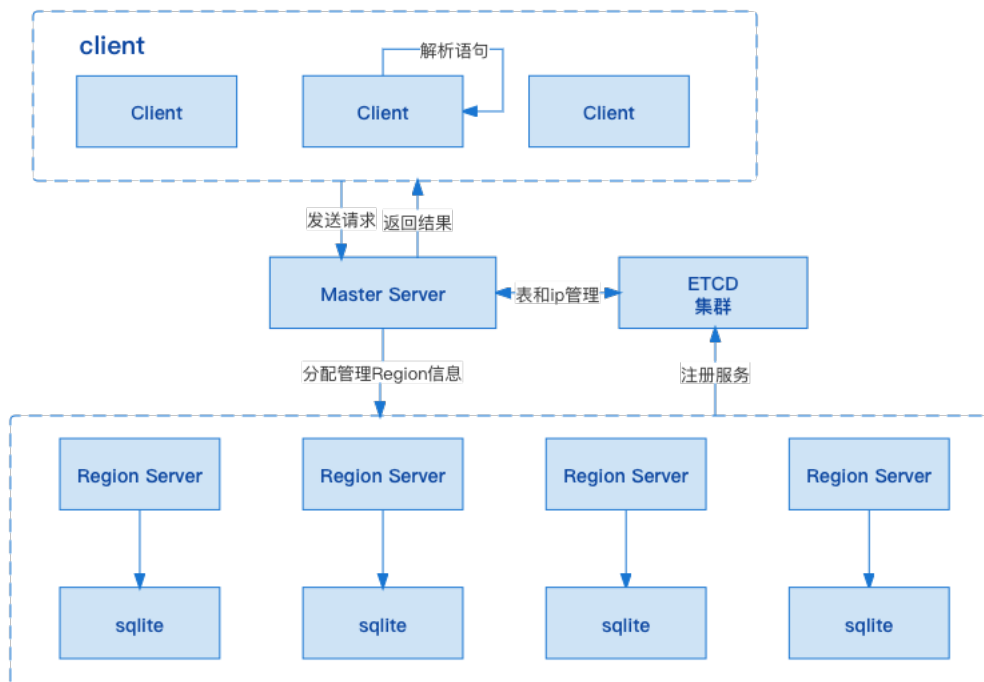 client
解析语句
Client
Client
Client
发送请求
返回结果
Master Server
表和ip管理
ETCD
集群
分配管理Region信息
注册服务
Region Server
Region Server
Region Server
Region Server
sqlite
sqlite
sqlite
sqlite